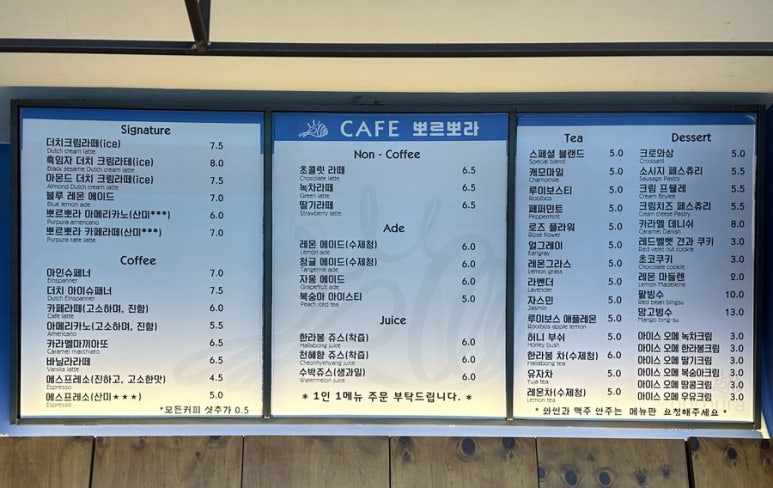 Signature
더치크림라떼(ice) 7.5
Dutch cream latte
흑임자 더치 크림라테(ice) 8.0
Black sesame Dutch cream latte
아몬드 더치 크림라떼(ice) 7.5
Almond Dutch cream latte
블루 레몬 에이드 7.0
Blue lemon ade
뽀르뽀라 아메리카노(산미***) 6.0
Purpura americano
뽀르뽀라 카페라떼(산미***) 7.0
Purpura cafe latte
Coffee
아인슈페너 7.0
Einspanner
더치 아이슈패너 7.5
Dutch Einspanner
카페라떼(고소하며, 진함) 6.0
Cafe latte
아메리카노(고소하며, 진함) 5.5
Americano
카라멜마끼아또 6.5
Caramel macchiato
바닐라라떼 6.5
Vanilla latte
에스프레소(진하고, 고소한맛) 4.5
Espresso
에스프레소(산미★★★) 5.0
Espresso
*모든커피 샷추가 0.5
CAFE 뽀르뽀라
Non - Coffee
초콜릿 라떼 6.5
Chocolate latte
녹차라떼 6.5
Green latte
딸기라떼 6.5
Strawberry latte
Ade
레몬 에이드(수제청) 6.0
Lemon ade
청귤 에이드(수제청) 6.0
Tangerine ade
자몽 에이드 6.0
Grapefruit ade
복숭아 아이스티 5.0
Peach iced tea
Juice
한라봉 쥬스(착즙) 6.0
Hallabong juice
천혜향 쥬스(착즙) 6.0
Cheonhyehyang juice
수박쥬스(생과일) 6.0
Watermelon juice
* 1인 1메뉴 주문 부탁드립니다. *
Tea
스페셜 블랜드 5.0
Special blend
캐모마일 5.0
Chamomile
루이보스티 5.0
Rooibos
페퍼민트 5.0
Peppermint
로즈 플라워 5.0
Rose flower
얼그레이 5.0
Earlgray
레몬그라스 5.0
Lemon grass
라벤더 5.0
Lavender
자스민 5.0
Jasmin
루이보스 애플레몬 5.0
Rooibos apple lemon
허니 부쉬 5.0
Honey bush
한라봉 차(수제청) 6.0
Hallabong tea
유자차 5.0
Yuja tea
레몬차(수제청) 5.0
Lemon tea
Dessert
크로와상 5.0
Croissant
소시지 페스츄리 5.5
Sausage Pastry
크림 프웰레 5.5
Cream brulee
크림치즈 페스츄리 5.5
Cream cheese Pastry
카라멜 데니쉬 8.0
Caramel Danish
레드벨벳 견과 쿠키 3.0
Red velet nut cookie
초코쿠키 3.0
Chocolate cookie
레몬 마들렌 2.0
Lemon Madeleine
팥빙수 10.0
Red bean bingsu
망고빙수 13.0
Mango bing-su
아이스 오메 녹차크림 3.0
아이스 오메 한라봉크림 3.0
아이스 오메 딸기크림 3.0
아이스 오메 복숭아크림 3.0
아이스 오메 땅콩크림 3.0
아이스 오메 우유크림 3.0
* 와인과 맥주 안주는 메뉴판 요청해주세요 *